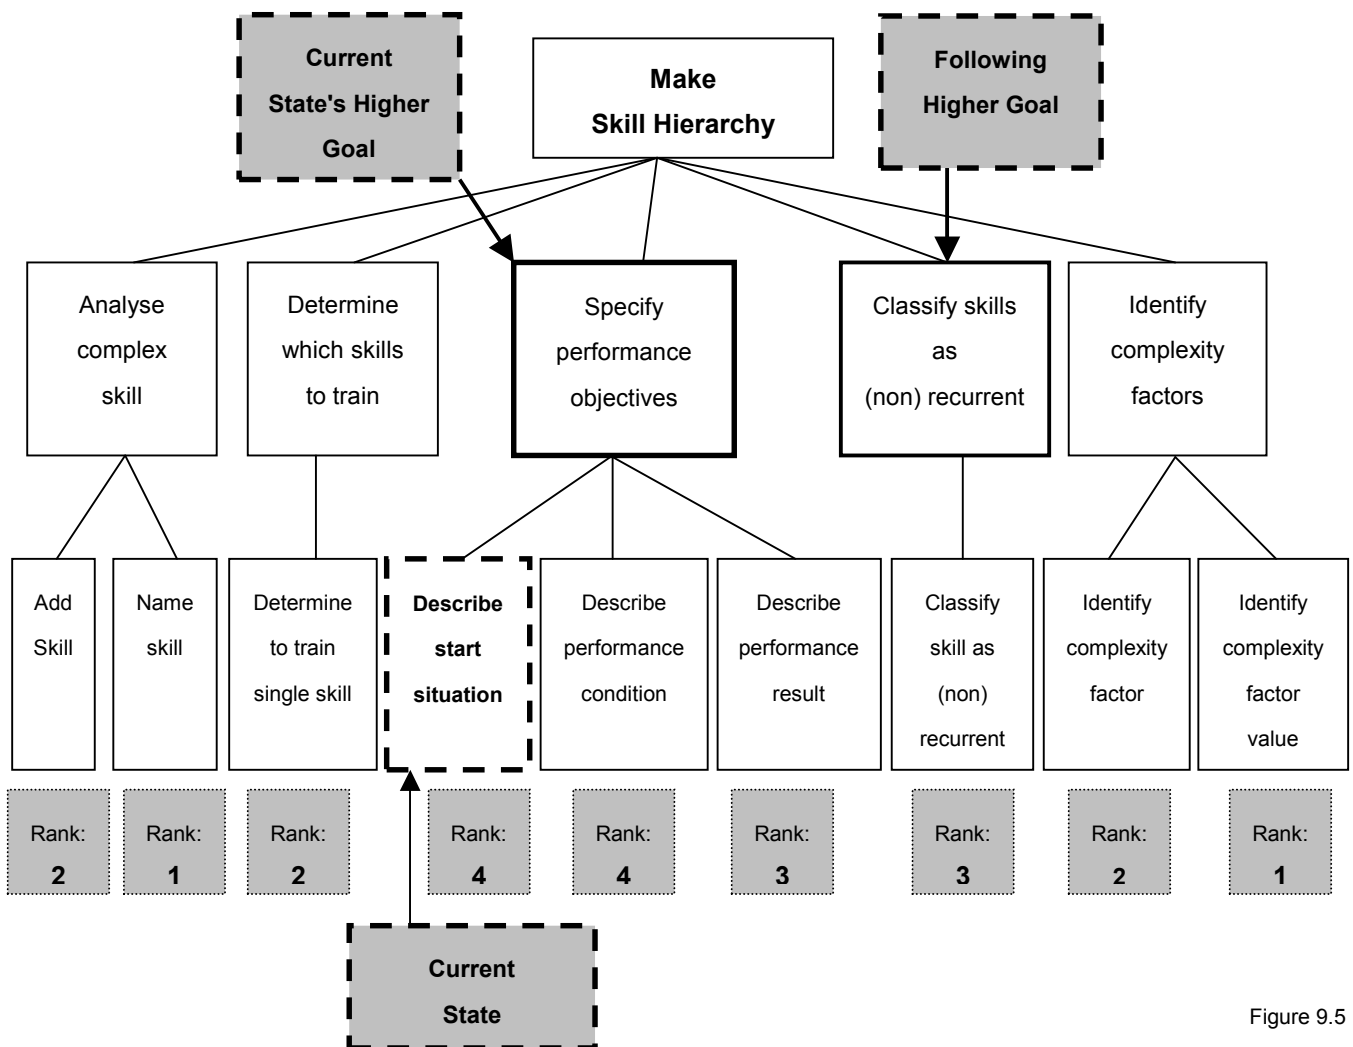 Current
State's Higher
Goal
Make
Skill Hierarchy
Following
Higher Goal
Analyse
complex
skill
Determine
which skills
to train
Specify
performance
objectives
Classify skills
as
(non) recurrent
Identify
complexity
factors
Add
Skill
Name
skill
Determine
to train
single skill
Describe
start
situation
Describe
performance
condition
Describe
performance
result
Classify
skill as
(non)
recurrent
Identify
complexity
factor
Identify
complexity
factor
value
Rank:
2
Rank:
1
Rank:
2
Rank:
4
Rank:
4
Rank:
3
Rank:
3
Rank:
2
Rank:
1
Current
State
Figure 9.5